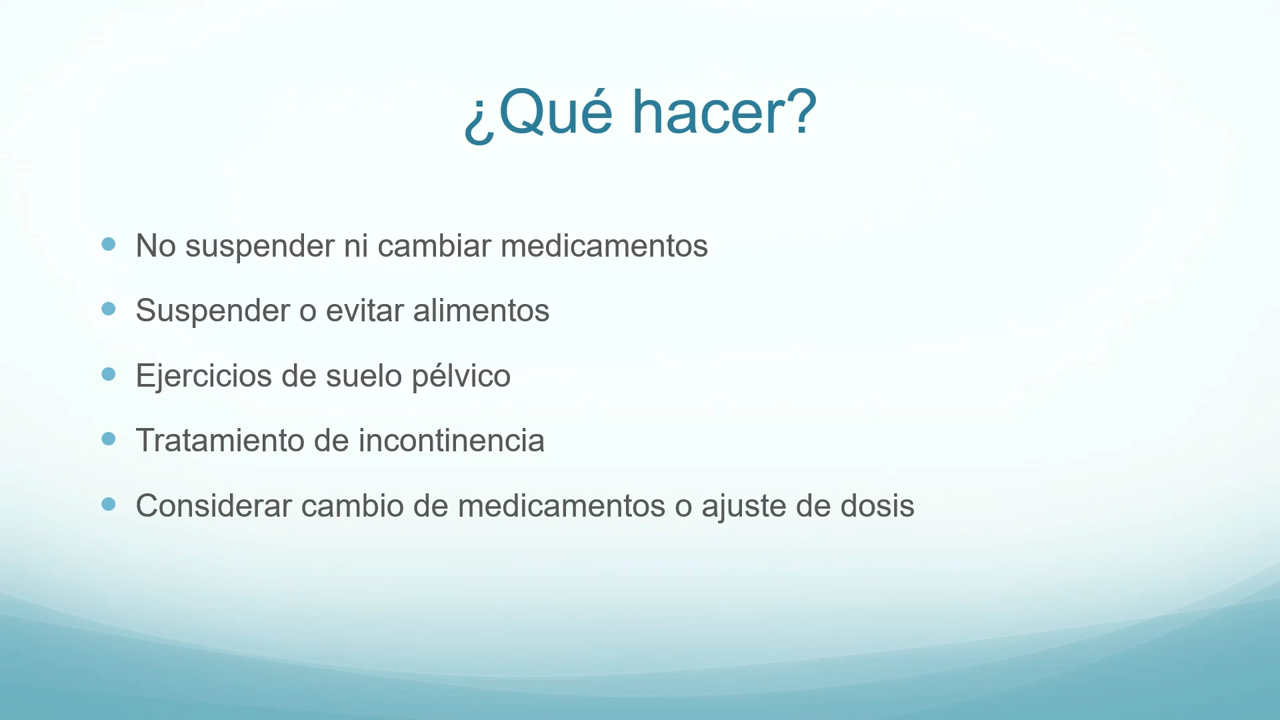 ¿Qué hacer?
No suspender ni cambiar medicamentos
Suspender o evitar alimentos
Ejercicios de suelo pélvico
Tratamiento de incontinencia
Considerar cambio de medicamentos o ajuste de dosis